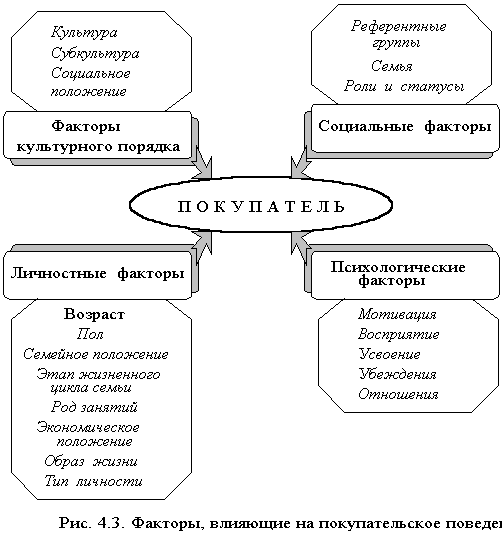 Культура
Субкультура
Социальное
положение
Факторы
культурного порядка
Референтные
группы
Семья
Роли и статусы
Социальные факторы
ПОКУПАТЕЛЬ
Личностные факторы
Возраст
Пол
Семейное положение
Этап жизненного
цикла семьи
Род занятий
Экономическое
положение
Образ жизни
Тип личности
Психологические
факторы
Мотивация
Восприятие
Усвоение
Убеждения
Отношения
Рис. 4.3. Факторы, влияющие на покупательское поведе